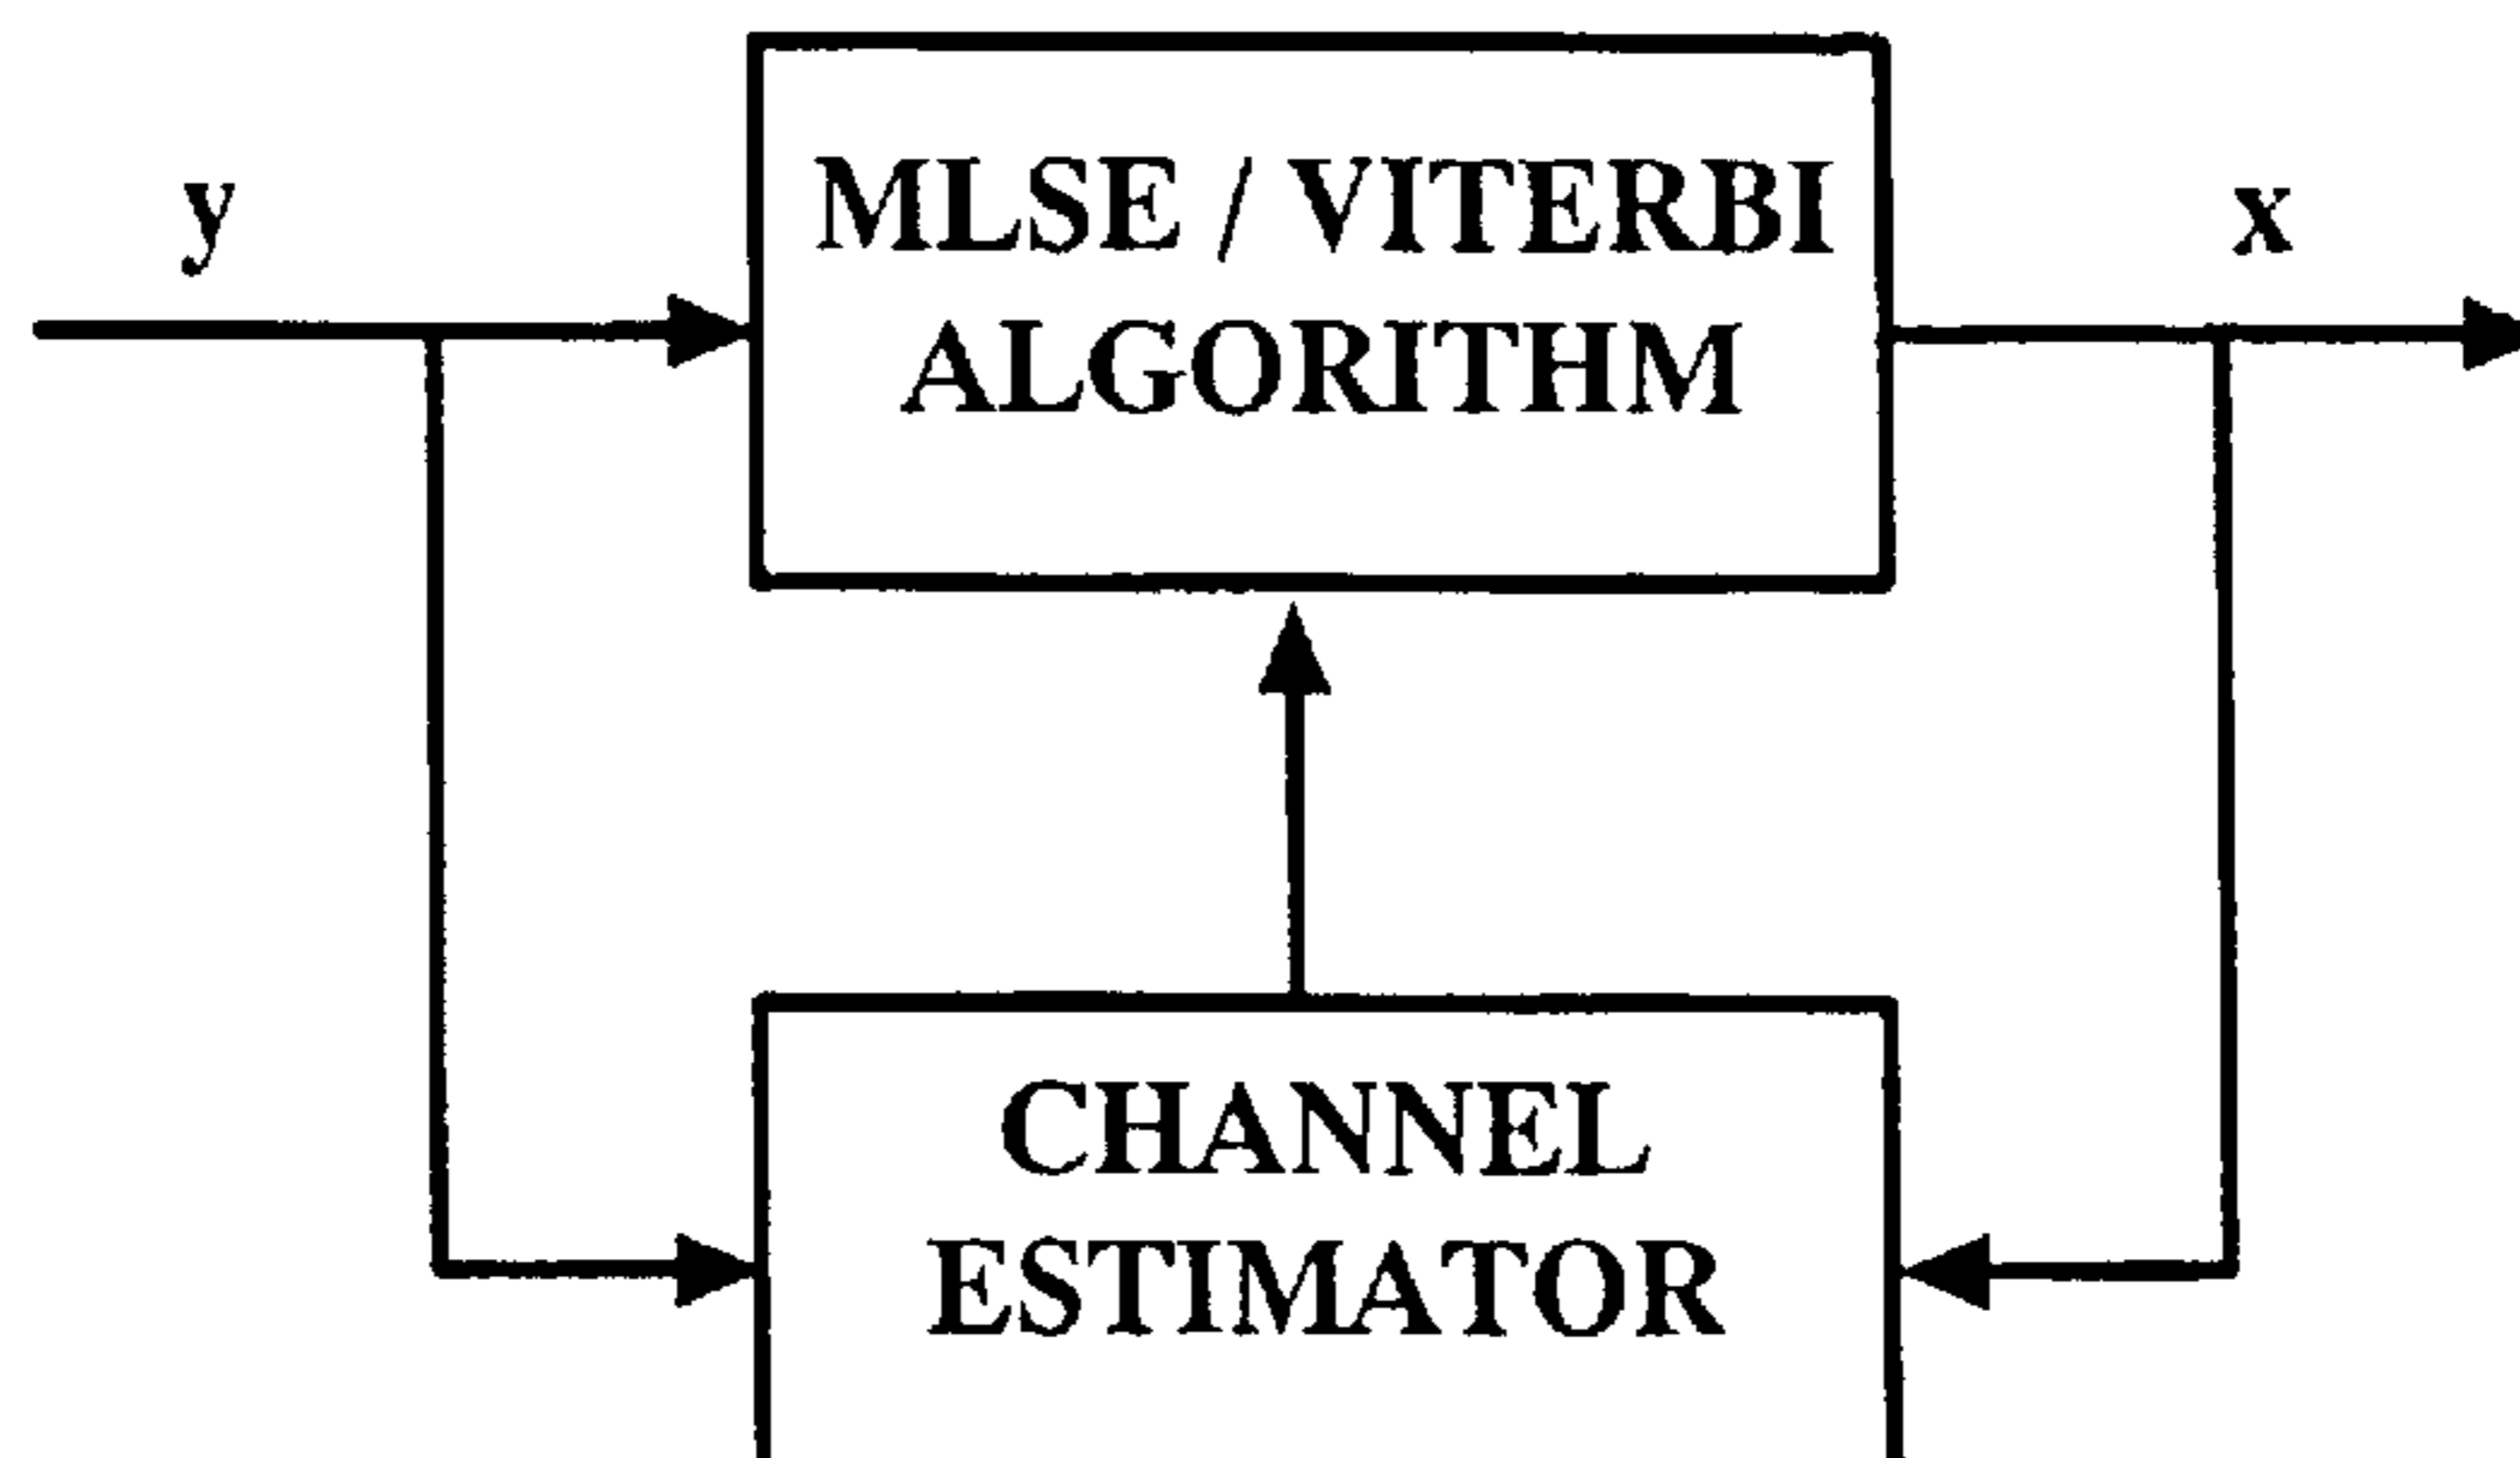 y
MLSE / VITERBI
ALGORITHM
x
CHANNEL
ESTIMATOR